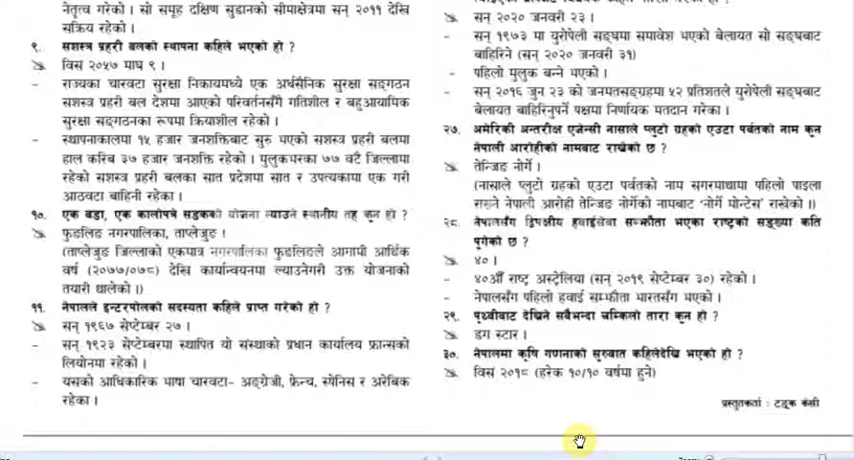 नेतृत्व गरेको । सो समूह दक्षिण सुडानको सीमाक्षेत्रमा सन् २०११ देखि
सक्रिय रहेको ।
९. सशस्त्र प्रहरी बलको स्थापना कहिले भएको हो ?
विसं २०५७ माघ ९ ।
- राज्यका चारवटा सुरक्षा निकायमध्ये एक अर्धसैनिक सुरक्षा सङ्गठन
सशस्त्र प्रहरी बल देशमा आएको परिवर्तनसँगै गतिशील र बहुआयामिक
सुरक्षा सङ्गठनका रूपमा क्रियाशील रहेको ।
- स्थापनाकालमा १५ हजार जनशक्तिबाट सुरु भएको सशस्त्र प्रहरी बलमा
हाल करिब ३७ हजार जनशक्ति रहेको । मुलुकभरका ७७ वटै जिल्लामा
रहेको सशस्त्र प्रहरी बलका सात प्रदेशमा सात र उपत्यकामा एक गरी
आठवटा बाहिनी रहेका ।
१०. एक वडा, एक कालोपत्रे सडकको योजना ल्याउने स्थानीय तह कुन हो ?
फुङलिङ नगरपालिका, ताप्लेजुङ ।
(ताप्लेजुङ जिल्लाको एकमात्र नगरपालिका फुङलिङले आगामी आर्थिक
वर्ष (२०७७/०७८) देखि कार्यान्वयनमा ल्याउनेगरी उक्त योजनाको
तयारी थालेको ।)
११. नेपालले इन्टरपोलको सदस्यता कहिले प्राप्त गरेको हो ?
सन् १९६७ सेप्टेम्बर २७ ।
- सन् १९२३ सेप्टेम्बरमा स्थापित यो संस्थाको प्रधान कार्यालय फ्रान्सको
लियोनमा रहेको ।
- यसको आधिकारिक भाषा चारवटा- अङ्ग्रेजी, फ्रेन्च, स्पेनिस र अरेबिक
रहेका ।
सन् २०२० जनवरी २३ ।
- सन् १९७३ मा युरोपेली सङ्घमा समावेश भएको बेलायत सो सङ्घबाट
बाहिरिने (सन् २०२० जनवरी ३१)
- पहिलो मुलुक बन्ने भएको ।
- सन् २०१६ जुन २३ को जनमतसङ्ग्रहमा ५२ प्रतिशतले युरोपेली सङ्घबाट
बेलायत बाहिरिनुपर्ने पक्षमा निर्णायक मतदान गरेका ।
२७. अमेरिकी अन्तरीक्ष एजेन्सी नासाले प्लुटो ग्रहको एउटा पर्वतको नाम कुन
नेपाली आरोहीको नामबाट राखेको छ ?
तेन्जिङ नोर्गे ।
(नासाले प्लुटो ग्रहको एउटा पर्वतको नाम सगरमाथामा पहिलो पाइला
राख्ने नेपाली आरोही तेन्जिङ नोर्गेको नामबाट 'नोर्गे मोन्टेस' राखेको ।)
२८. नेपालसँग द्विपक्षीय हवाईसेवा सम्झौता भएका राष्ट्रको सङ्ख्या कति
पुगेको छ ?
४० ।
- ४०औँ राष्ट्र अस्ट्रेलिया (सन् २०१९ सेप्टेम्बर ३०) रहेको ।
- नेपालसँग पहिलो हवाई सम्झौता भारतसँग भएको ।
२९. पृथ्वीबाट देखिने सबैभन्दा चम्किलो तारा कुन हो ?
डग स्टार ।
३०. नेपालमा कृषि गणनाको सुरुवात कहिलेदेखि भएको हो ?
विसं २०१८ (हरेक १०/१० वर्षमा हुने)
प्रस्तुतकर्ता : टङ्क केसी